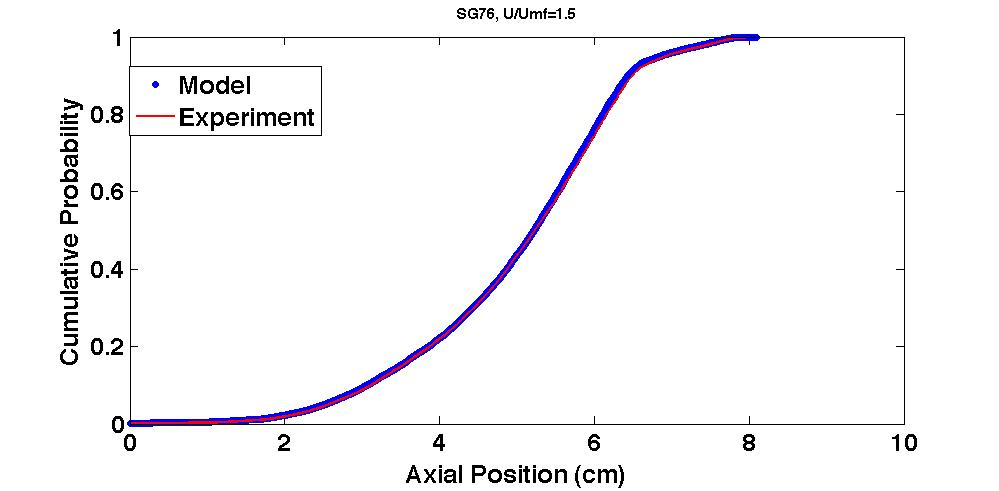 SG76, U/Umf=1.5
Model
Experiment
Cumulative Probability
1
0.8
0.6
0.4
0.2
0
0 2 4 6 8 10
Axial Position (cm)